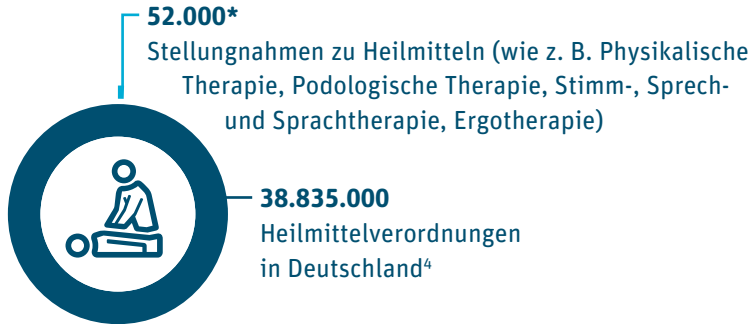 52.000*
Stellungnahmen zu Heilmitteln (wie z. B. Physikalische
Therapie, Podologische Therapie, Stimm-, Sprech-
und Sprachtherapie, Ergotherapie)
38.835.000
Heilmittelverordnungen
in Deutschland⁴